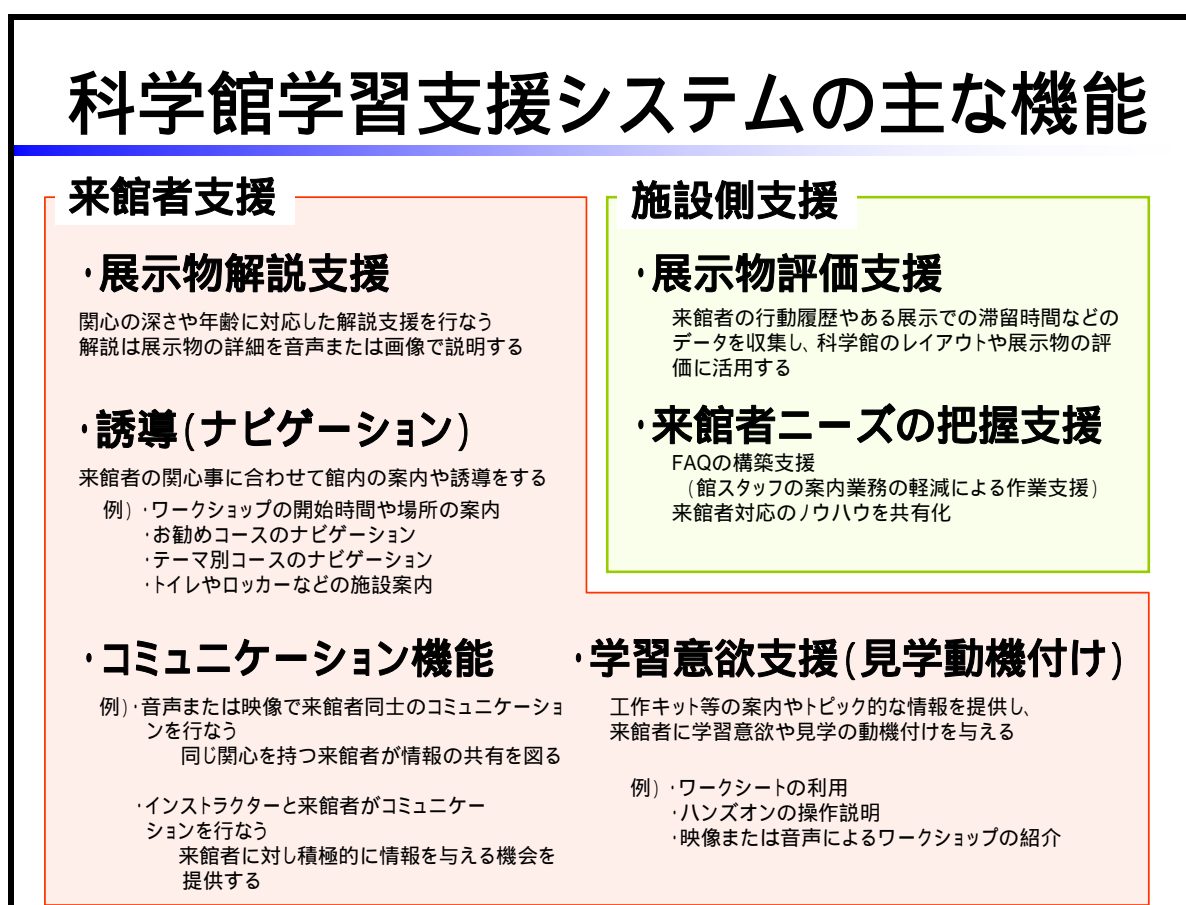 科学館学習支援システムの主な機能
来館者支援
・展示物解説支援
関心の深さや年齢に対応した解説支援を行なう
解説は展示物の詳細を音声または画像で説明する
・誘導(ナビゲーション)
来館者の関心事に合わせて館内の案内や誘導をする
例)・ワークショップの開始時間や場所の案内
・お勧めコースのナビゲーション
・テーマ別コースのナビゲーション
・トイレやロッカーなどの施設案内
・コミュニケーション機能
例)・音声または映像で来館者同士のコミュニケーショ
ンを行なう
同じ関心を持つ来館者が情報の共有を図る
・インストラクターと来館者がコミュニケー
ションを行なう
来館者に対し積極的に情報を与える機会を
提供する
・学習意欲支援(見学動機付け)
工作キット等の案内やトピック的な情報を提供し、
来館者に学習意欲や見学の動機付けを与える
例)・ワークシートの利用
・ハンズオンの操作説明
・映像または音声によるワークショップの紹介
施設側支援
・展示物評価支援
来館者の行動履歴やある展示での滞留時間などの
データを収集し、科学館のレイアウトや展示物の評
価に活用する
・来館者ニーズの把握支援
FAQの構築支援
(館スタッフの案内業務の軽減による作業支援)
来館者対応のノウハウを共有化